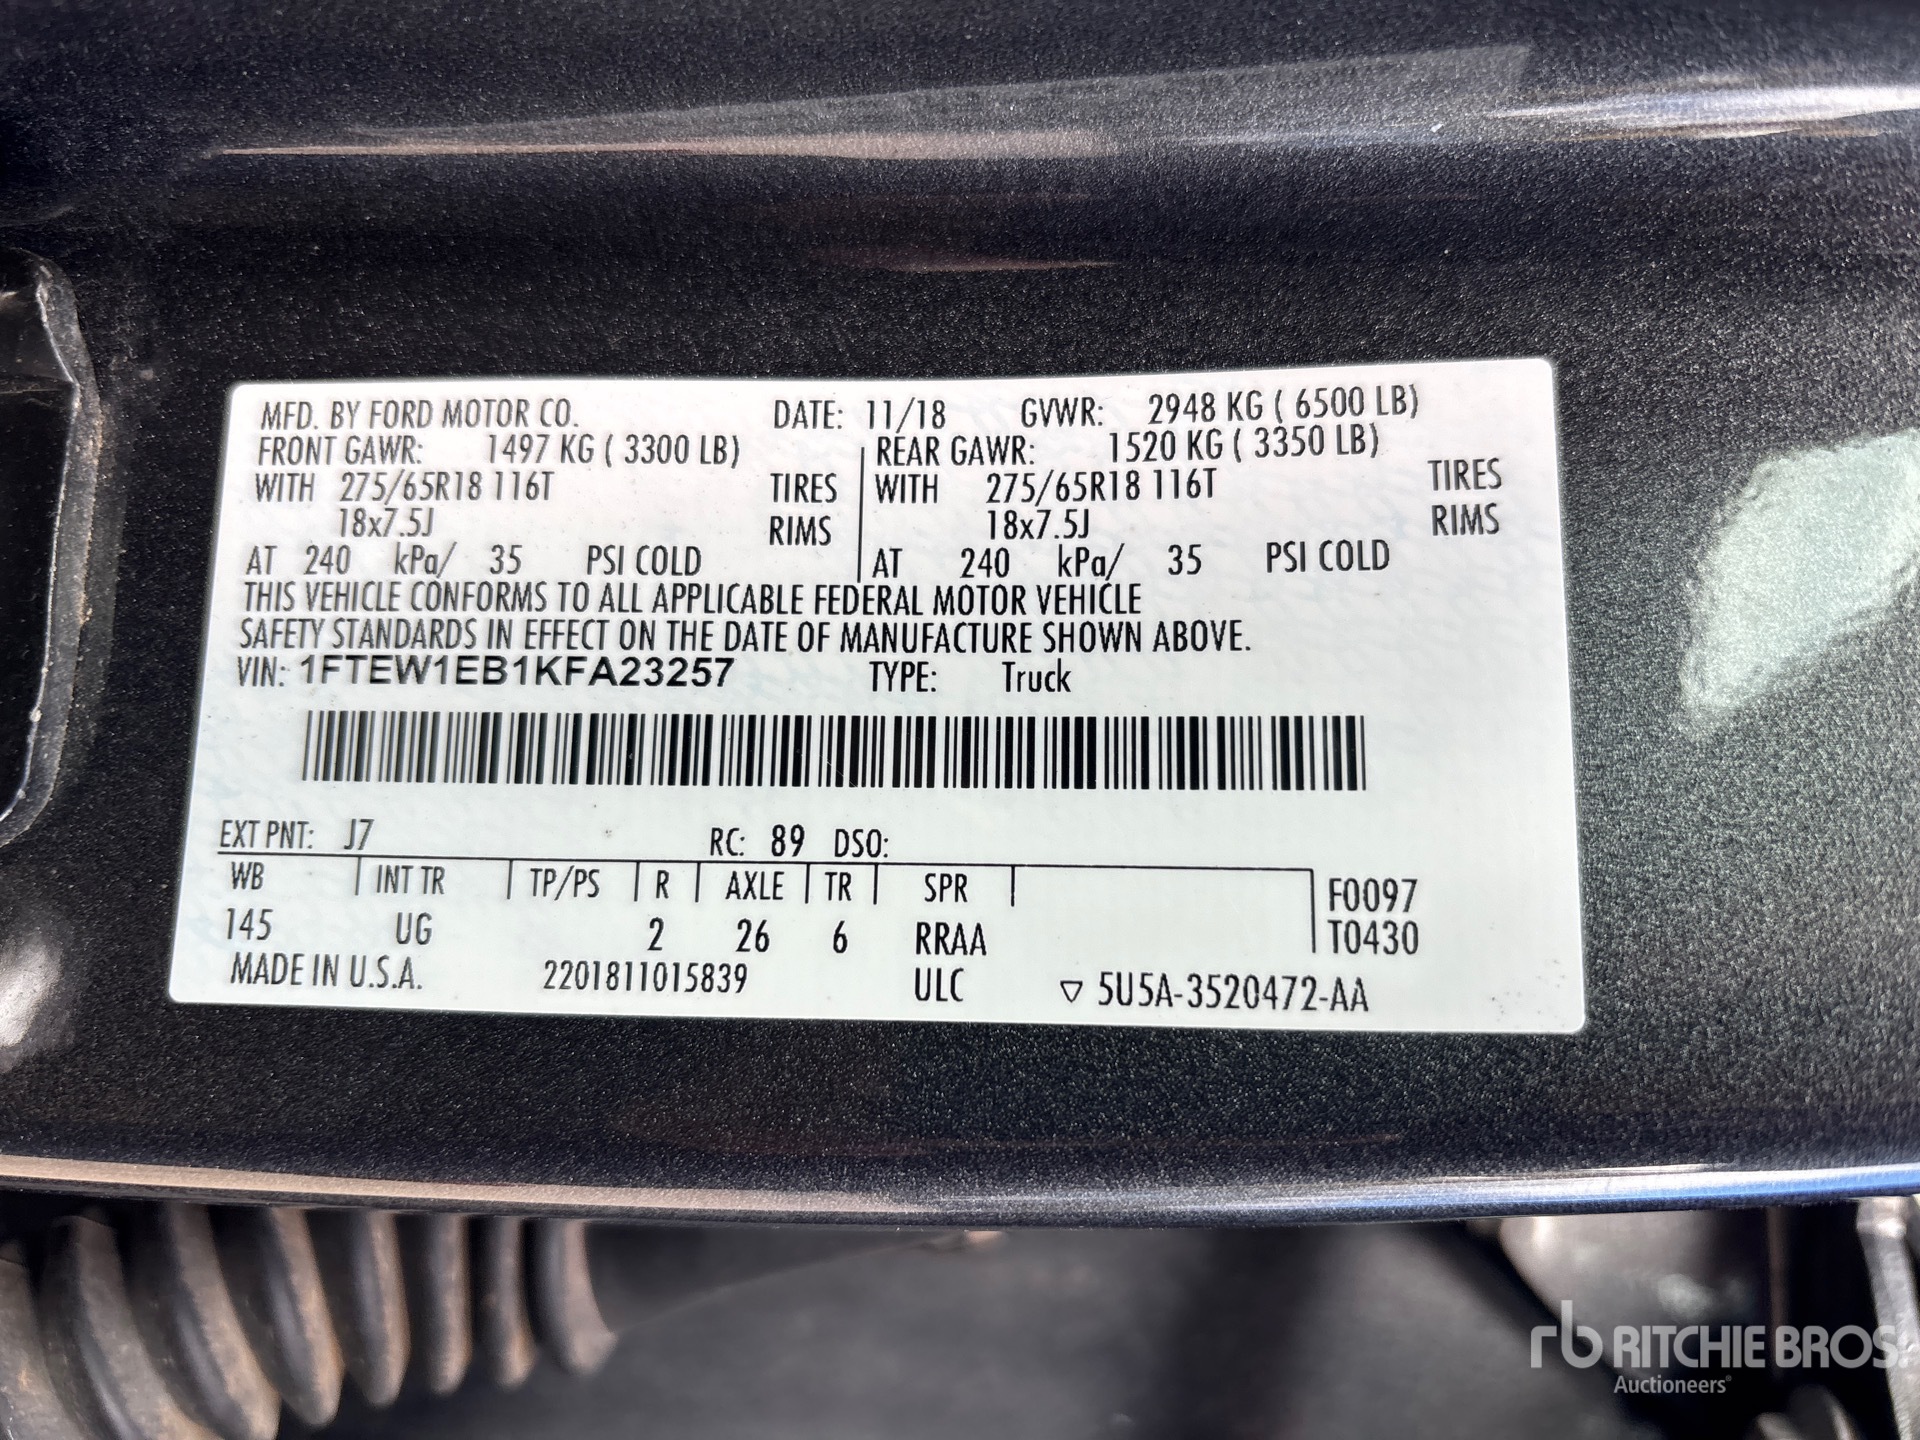 MFD. BY FORD MOTOR CO. DATE: 11/18 GVWR: 2948 KG ( 6500 LB)
FRONT GAWR: 1497 KG ( 3300 LB) REAR GAWR: 1520 KG ( 3350 LB)
WITH 275/65R18 116T TIRES WITH 275/65R18 116T TIRES
18x7.5J RIMS 18x7.5J RIMS
AT 240 kPa/ 35 PSI COLD AT 240 kPa/ 35 PSI COLD
THIS VEHICLE CONFORMS TO ALL APPLICABLE FEDERAL MOTOR VEHICLE
SAFETY STANDARDS IN EFFECT ON THE DATE OF MANUFACTURE SHOWN ABOVE.
VIN: 1FTEW1EB1KFA23257 TYPE: Truck
EXT PNT: J7 RC: 89 DSO:
WB INT TR TP/PS R AXLE TR SPR F0097
145 UG 2 26 6 RRAA T0430
MADE IN U.S.A. 2201811015839 ULC ▽ 5U5A-3520472-AA
rb RITCHIE BROS.
Auctioneers®